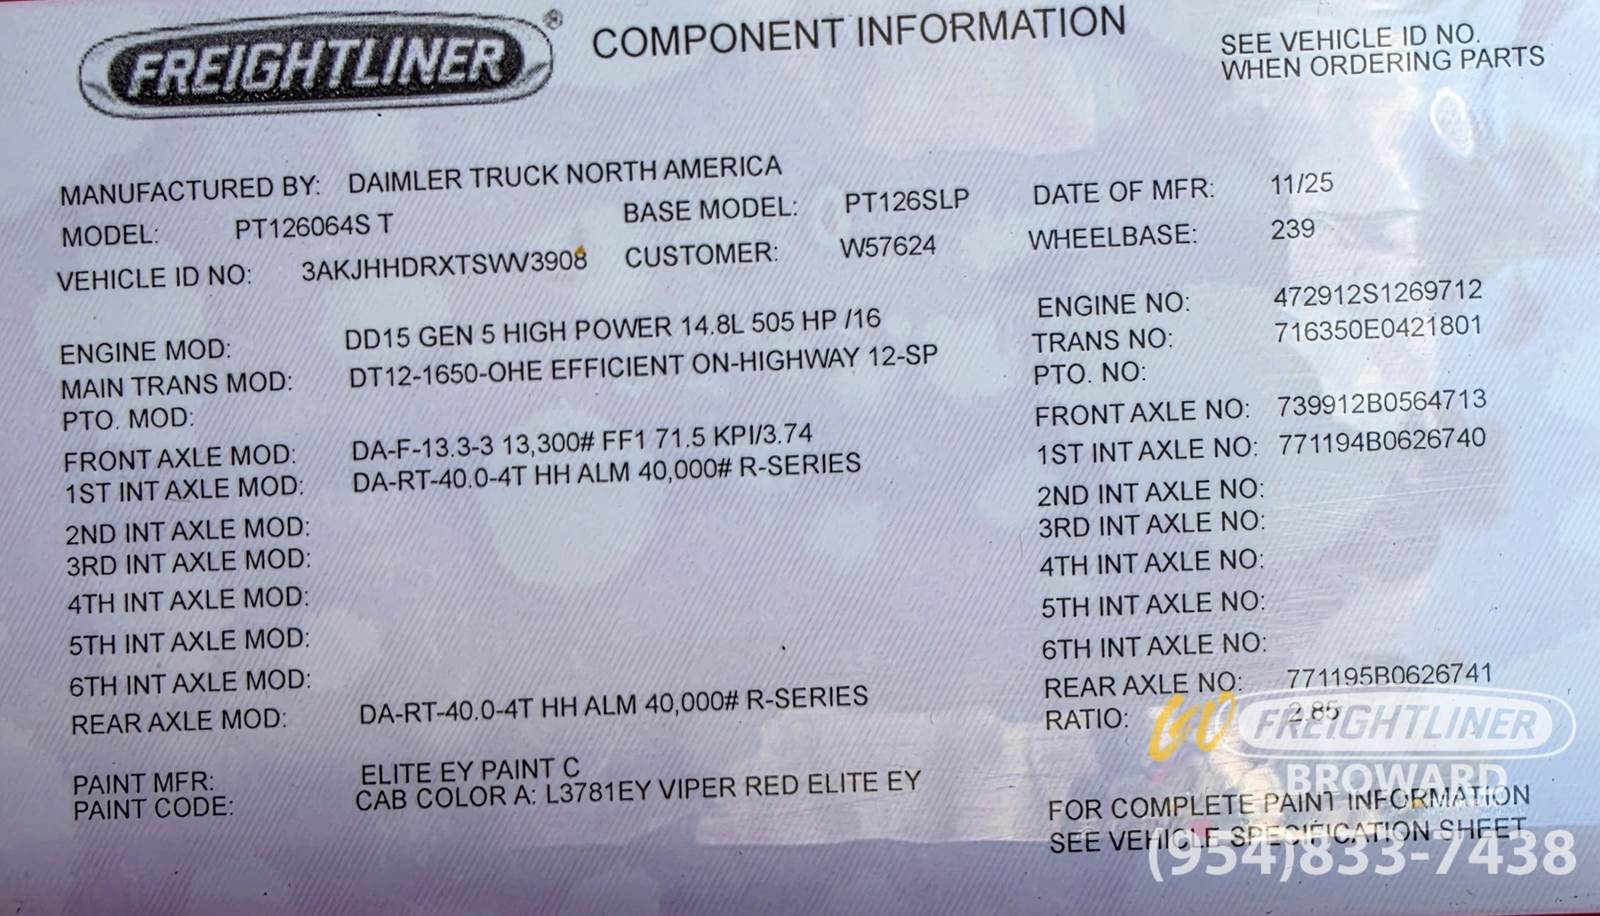 FREIGHTLINER®
COMPONENT INFORMATION
SEE VEHICLE ID NO.
WHEN ORDERING PARTS
MANUFACTURED BY: DAIMLER TRUCK NORTH AMERICA
MODEL: PT126064S T BASE MODEL: PT126SLP DATE OF MFR: 11/25
VEHICLE ID NO: 3AKJHHDRXTSWV3908 CUSTOMER: W57624 WHEELBASE: 239
ENGINE MOD: DD15 GEN 5 HIGH POWER 14.8L 505 HP /16 ENGINE NO: 472912S1269712
MAIN TRANS MOD: DT12-1650-OHE EFFICIENT ON-HIGHWAY 12-SP TRANS NO: 716350E0421801
PTO. MOD: PTO. NO:
FRONT AXLE MOD: DA-F-13.3-3 13,300# FF1 71.5 KPI/3.74 FRONT AXLE NO: 739912B0564713
1ST INT AXLE MOD: DA-RT-40.0-4T HH ALM 40,000# R-SERIES 1ST INT AXLE NO: 771194B0626740
2ND INT AXLE MOD: 2ND INT AXLE NO:
3RD INT AXLE MOD: 3RD INT AXLE NO:
4TH INT AXLE MOD: 4TH INT AXLE NO:
5TH INT AXLE MOD: 5TH INT AXLE NO:
6TH INT AXLE MOD: 6TH INT AXLE NO:
REAR AXLE MOD: DA-RT-40.0-4T HH ALM 40,000# R-SERIES REAR AXLE NO: 771195B0626741
RATIO: 2.85
PAINT MFR: ELITE EY PAINT C
PAINT CODE: CAB COLOR A: L3781EY VIPER RED ELITE EY
FOR COMPLETE PAINT INFORMATION
SEE VEHICLE SPECIFICATION SHEET
GO FREIGHTLINER
BROWARD
(954)833-7438